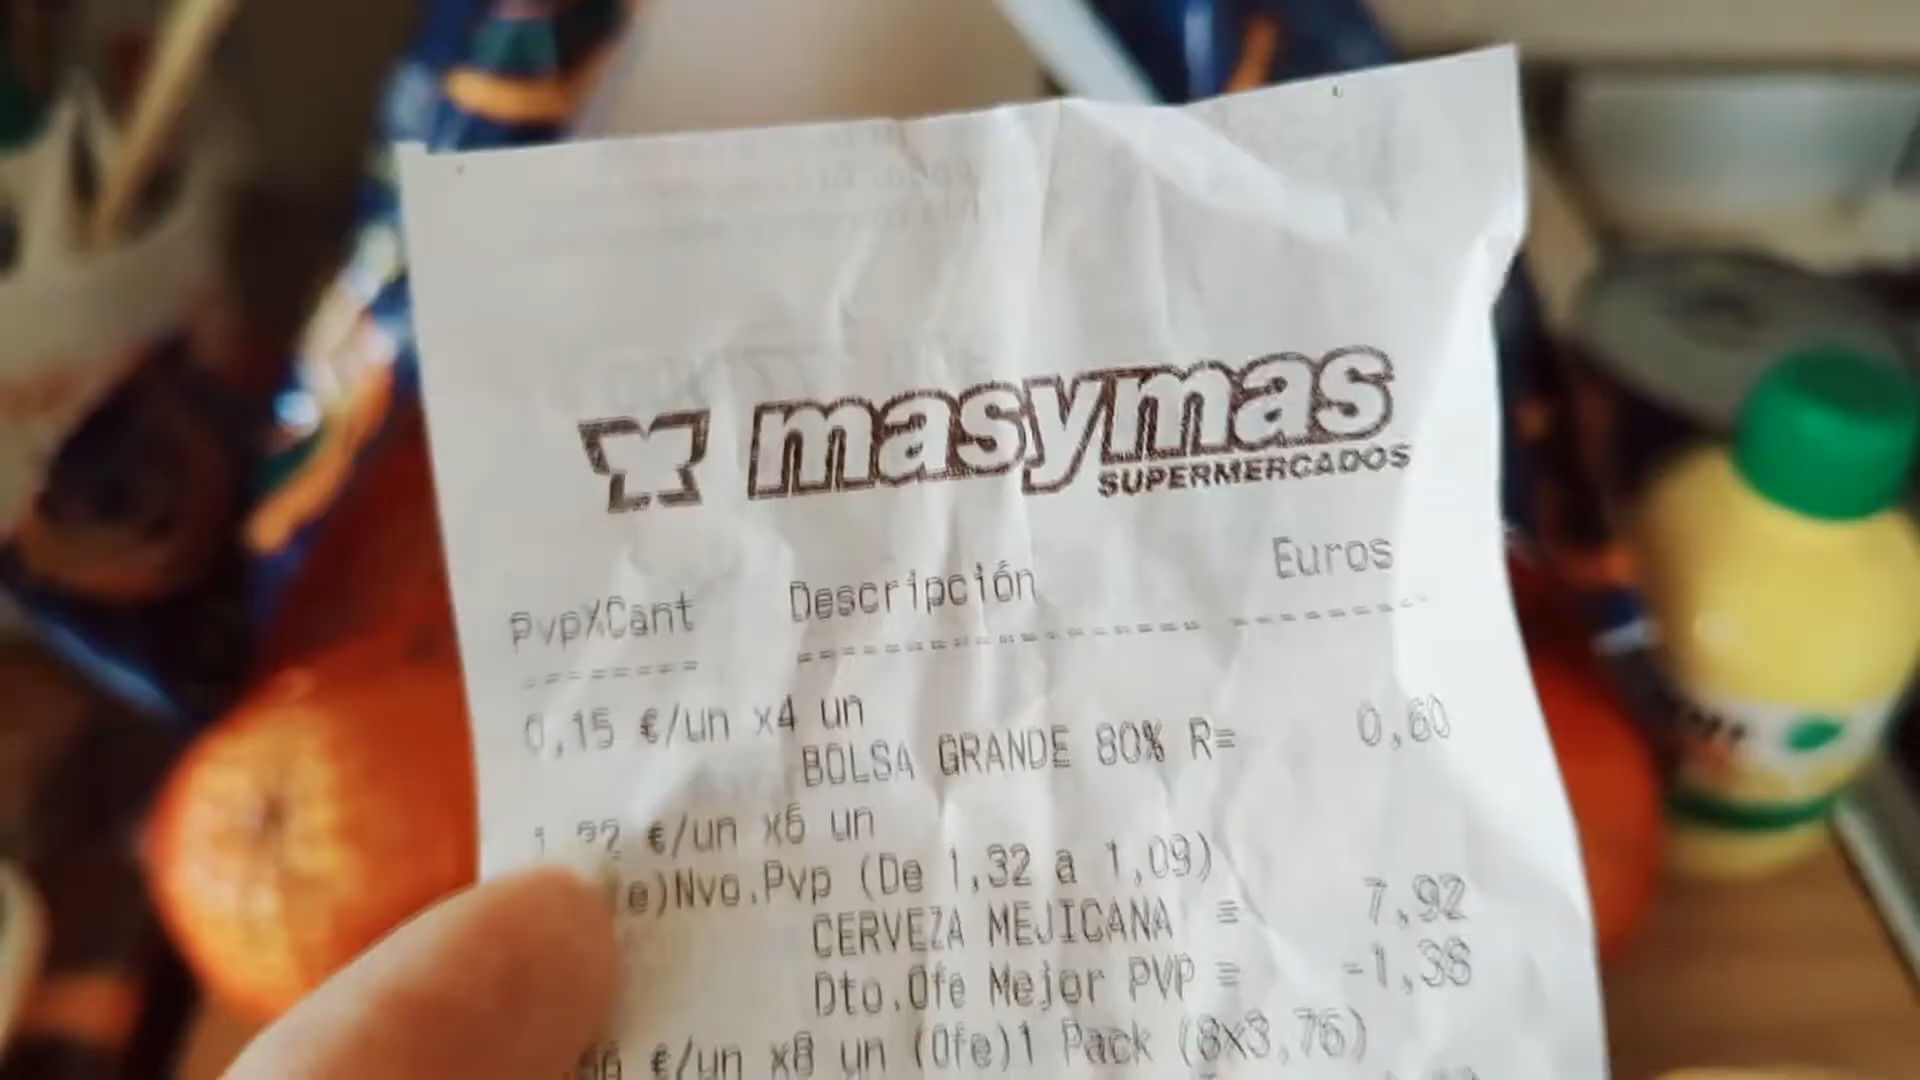 masymas
SUPERMERCADOS
PvpXCant Descripción Euros
0,15 €/un x4 un
BOLSA GRANDE 80% R= 0,60
€/un x6 un
Nvo.Pvp (De 1,32 a 1,09)
CERVEZA MEJICANA = 7,92
Dto.Ofe Mejor PVP = -1,38
€/un x8 un (Ofe)1 Pack (8x3,76)